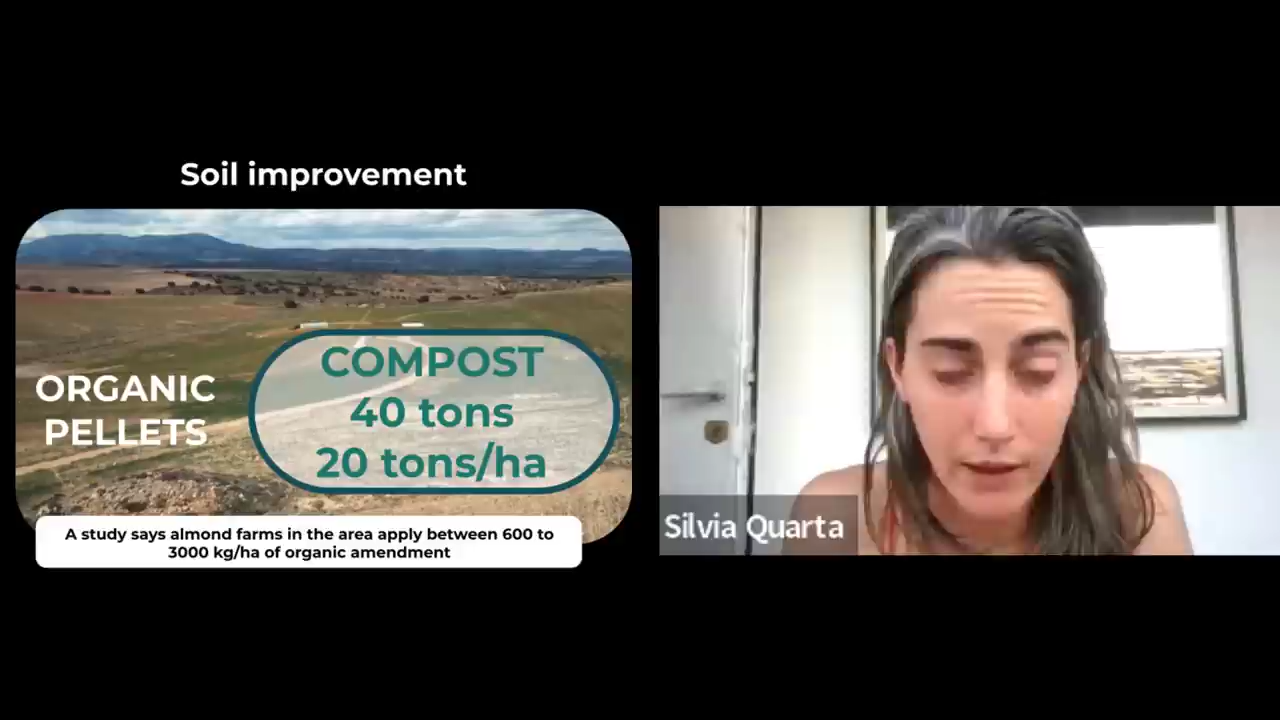 Soil improvement
ORGANIC
PELLETS
COMPOST
40 tons
20 tons/ha
A study says almond farms in the area apply between 600 to
3000 kg/ha of organic amendment
Silvia Quarta